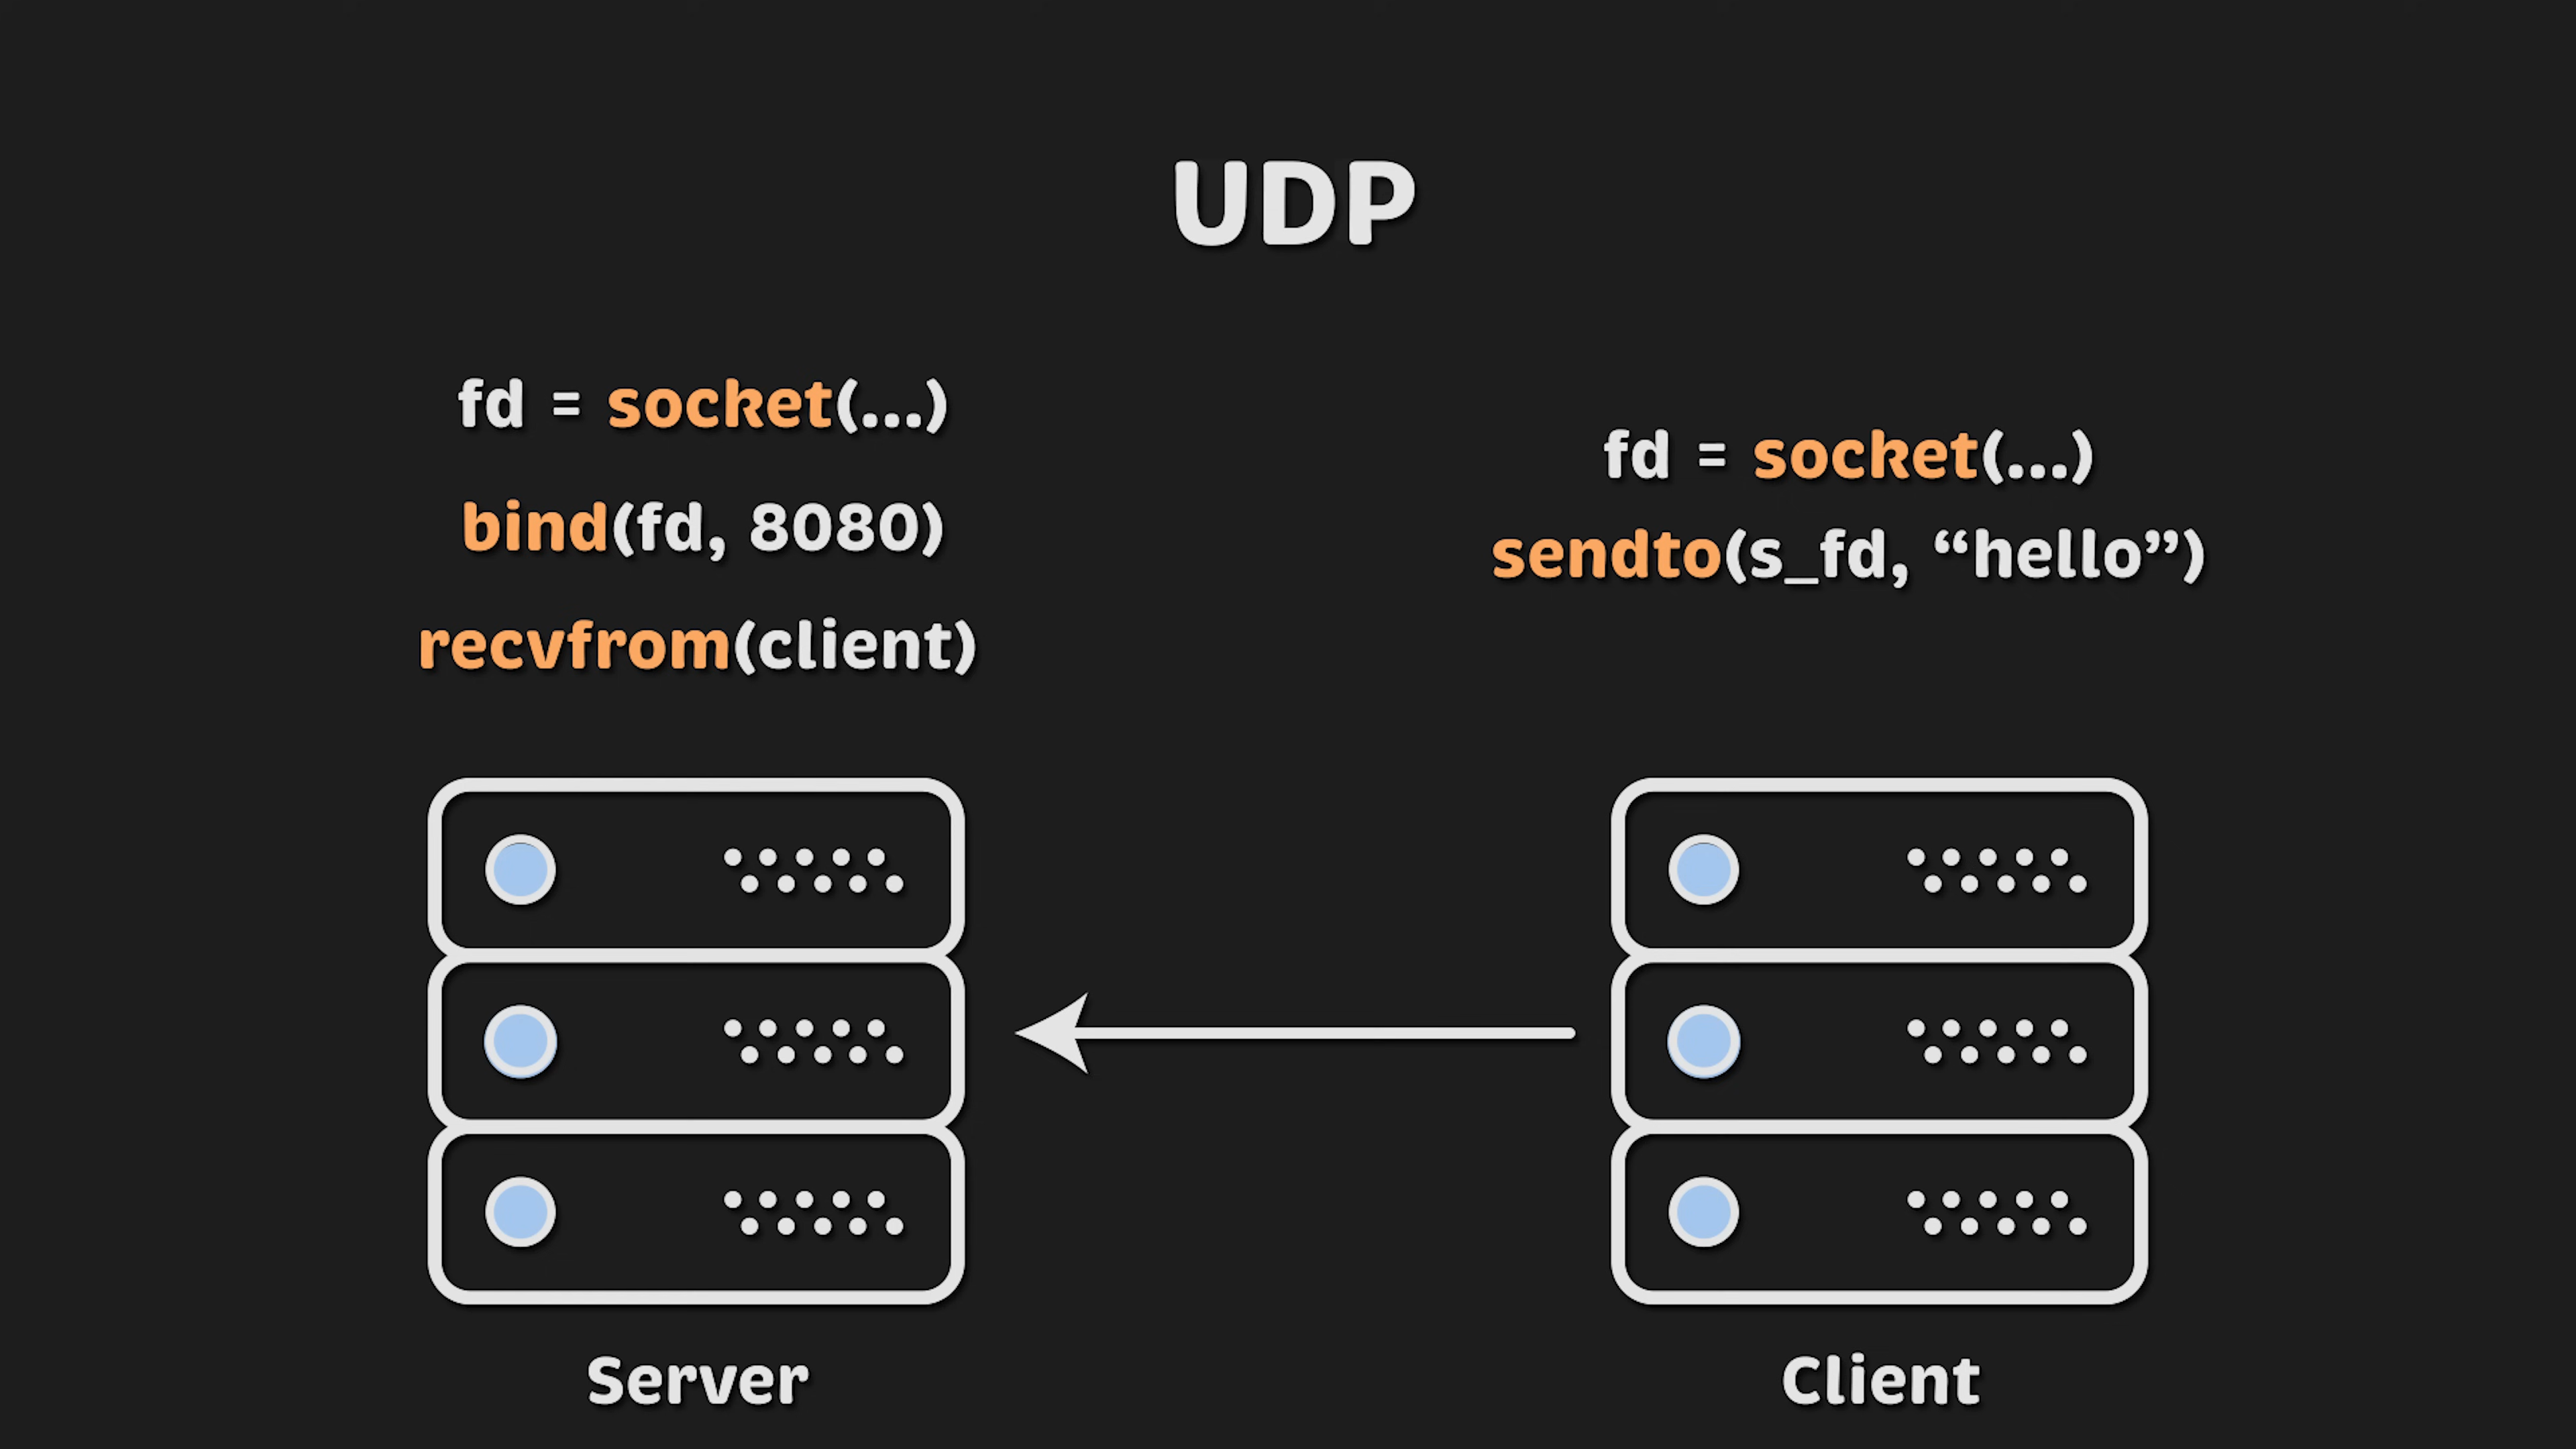 UDP
fd = socket(...)
bind(fd, 8080)
recvfrom(client)
fd = socket(...)
sendto(s_fd, “hello”)
Server
Client